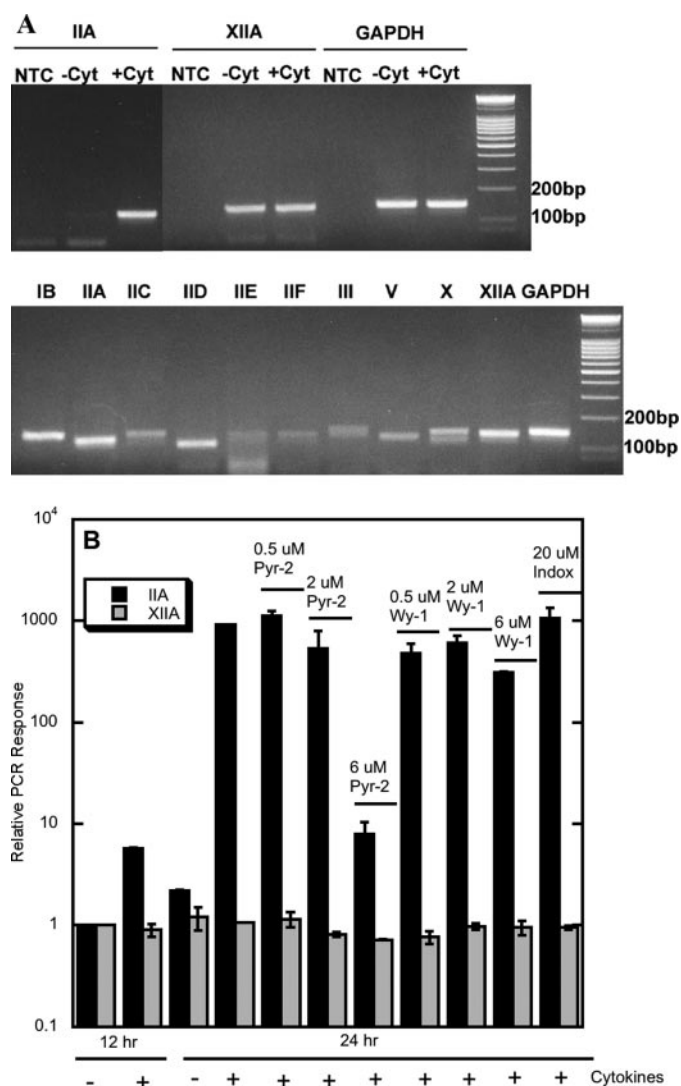 A
IIA XIIA GAPDH
NTC -Cyt +Cyt NTC -Cyt +Cyt NTC -Cyt +Cyt
200bp
100bp
IB IIA IIC IID IIE IIF III V X XIIA GAPDH
200bp
100bp
B
10^4
1000
100
10
1
0.1
Relative PCR Response
IIA
XIIA
0.5 uM
Pyr-2
2 uM
Pyr-2
6 uM
Pyr-2
0.5 uM
Wy-1
2 uM
Wy-1
6 uM
Wy-1
20 uM
Indox
12 hr 24 hr
- + - + + + + + + + + Cytokines